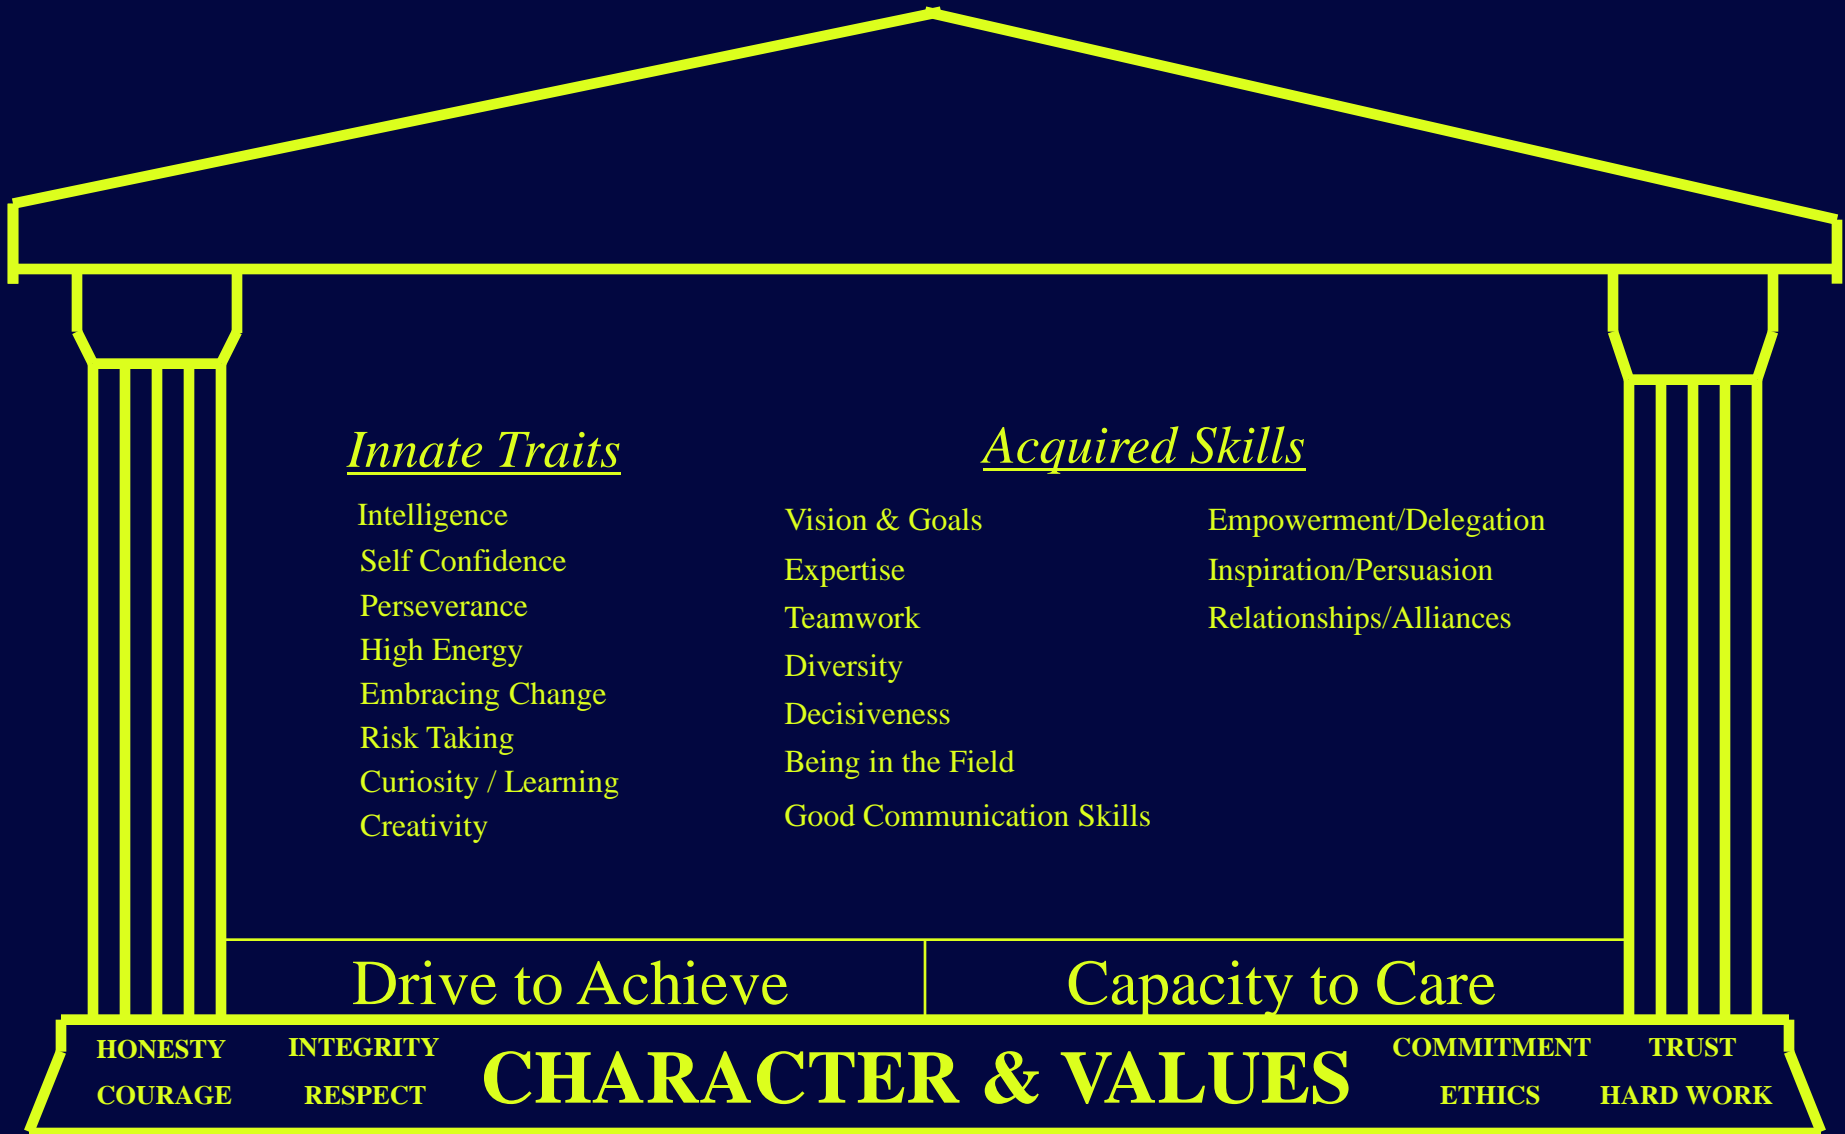 Innate Traits
Intelligence
Self Confidence
Perseverance
High Energy
Embracing Change
Risk Taking
Curiosity / Learning
Creativity
Acquired Skills
Vision & Goals
Expertise
Teamwork
Diversity
Decisiveness
Being in the Field
Good Communication Skills
Empowerment/Delegation
Inspiration/Persuasion
Relationships/Alliances
Drive to Achieve
Capacity to Care
HONESTY
INTEGRITY
COURAGE
RESPECT
CHARACTER & VALUES
COMMITMENT
TRUST
ETHICS
HARD WORK